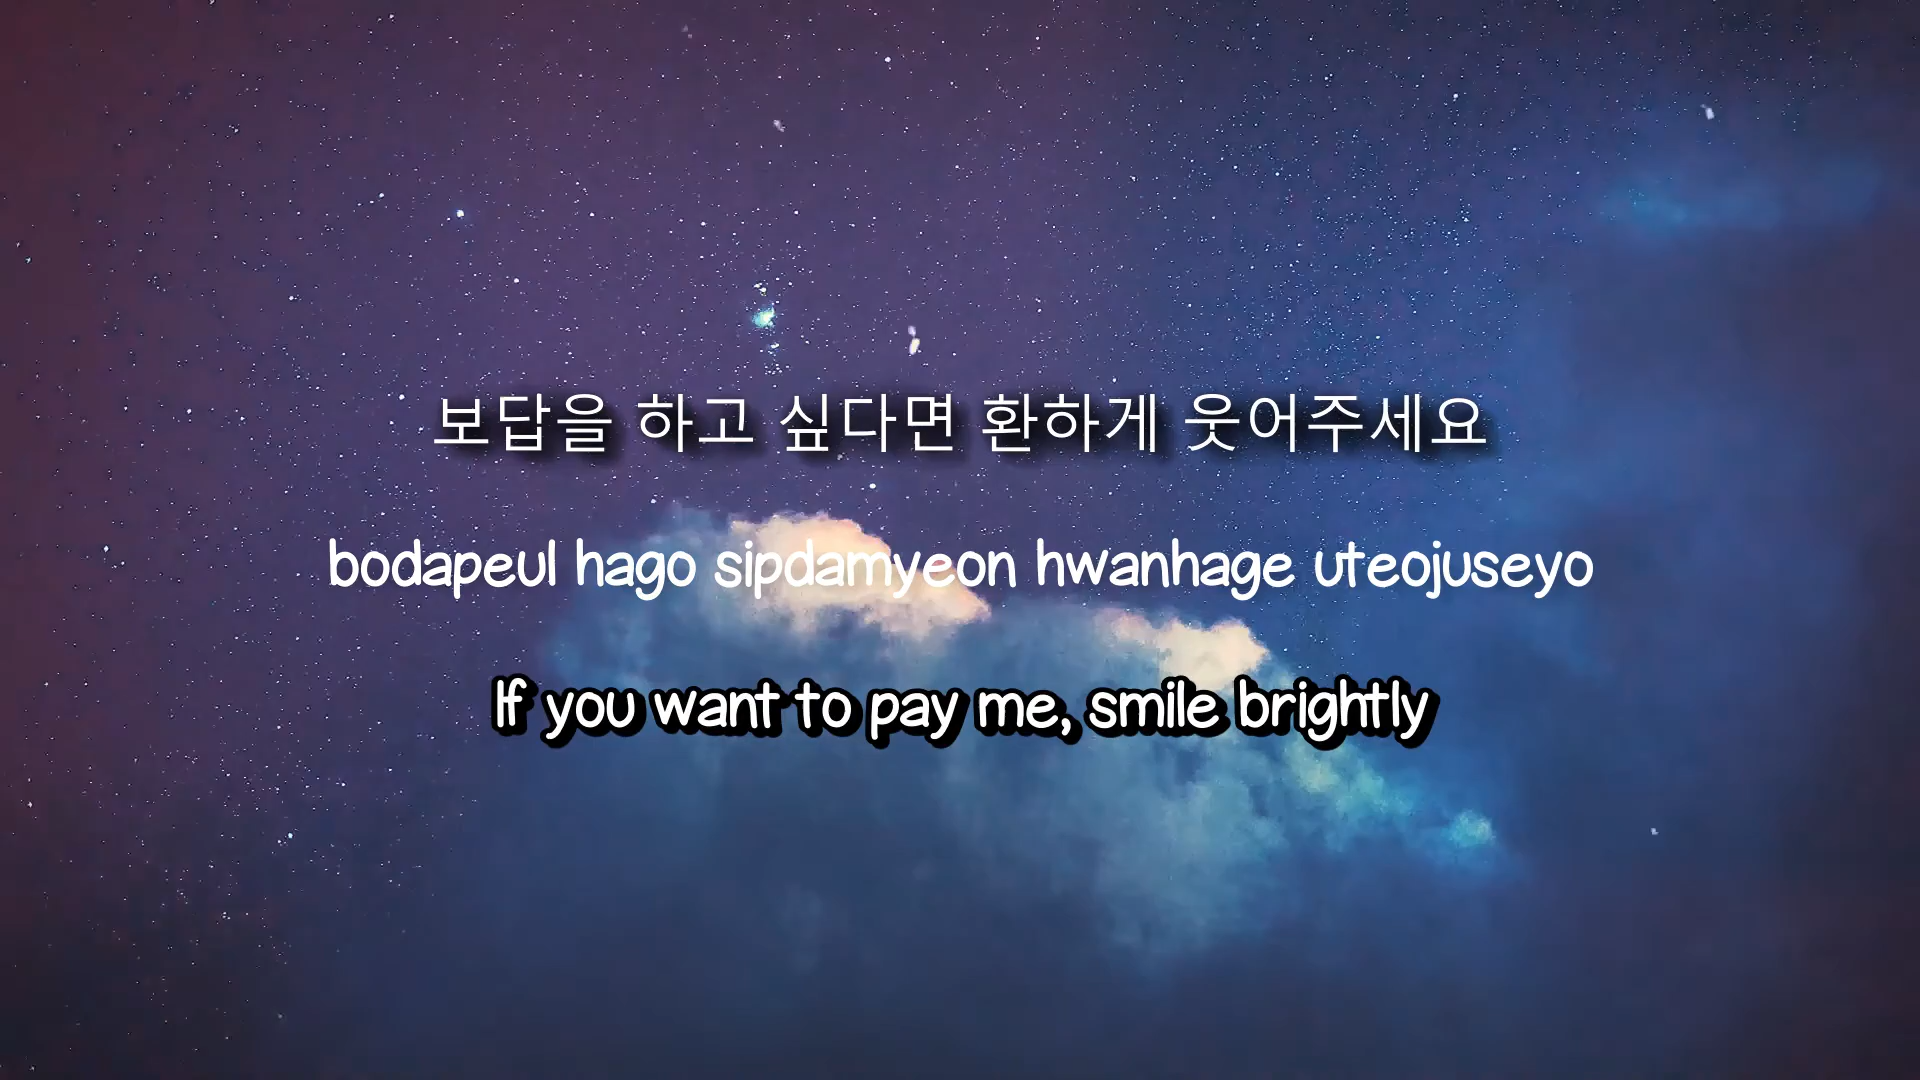 보답을 하고 싶다면 환하게 웃어주세요
bodapeul hago sipdamyeon hwanhage uteojuseyo
If you want to pay me, smile brightly